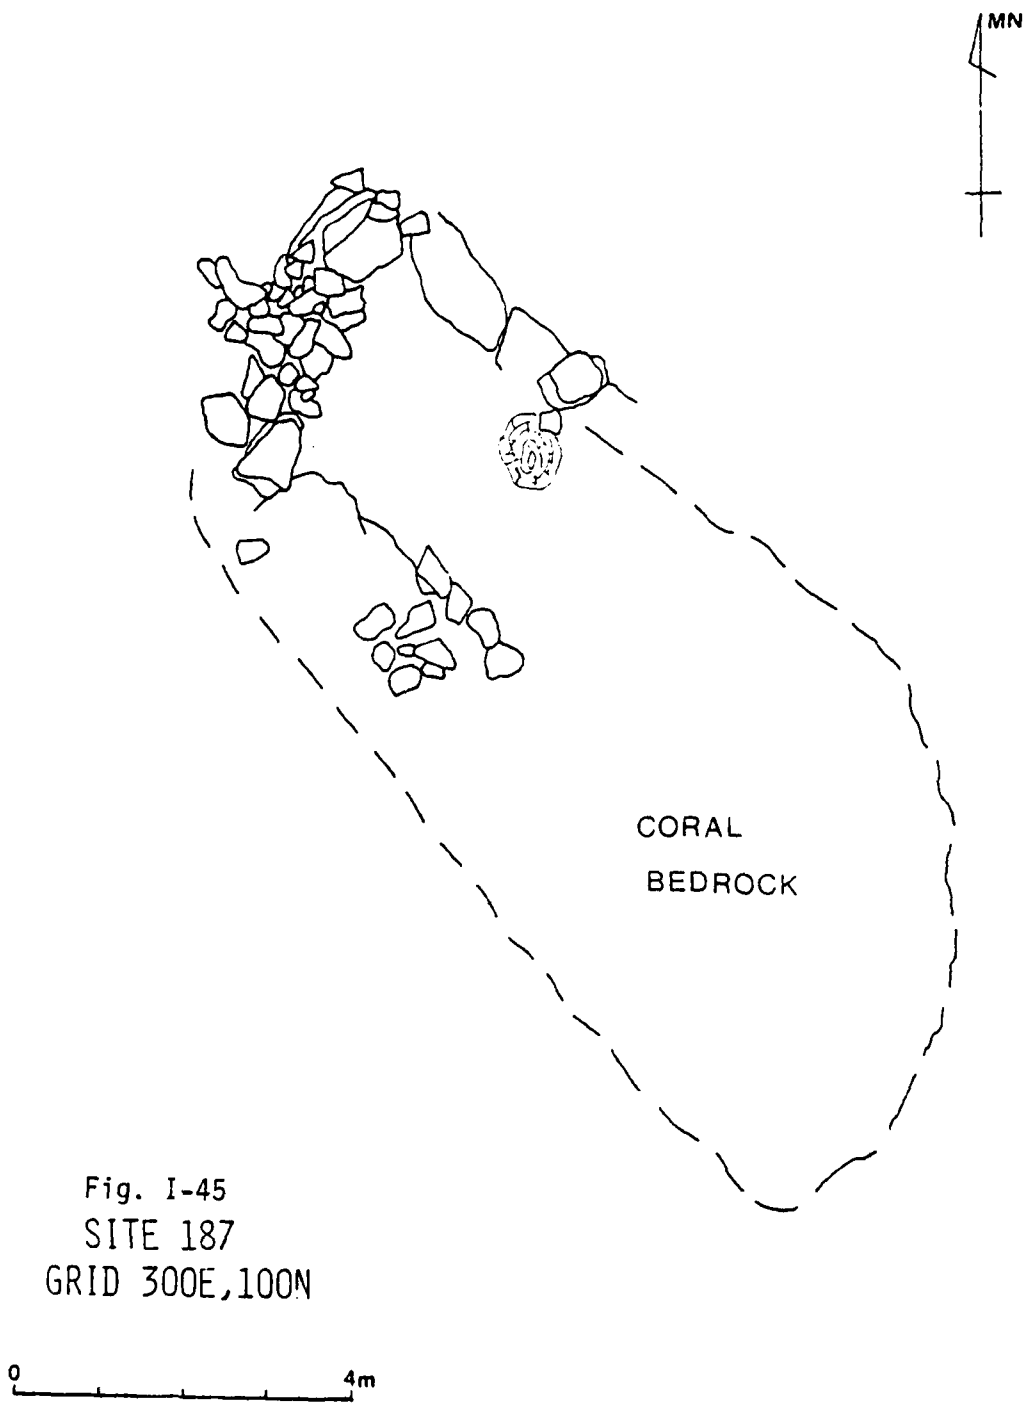 MN
CORAL
BEDROCK
Fig. I-45
SITE 187
GRID 300E,100N
0 4m